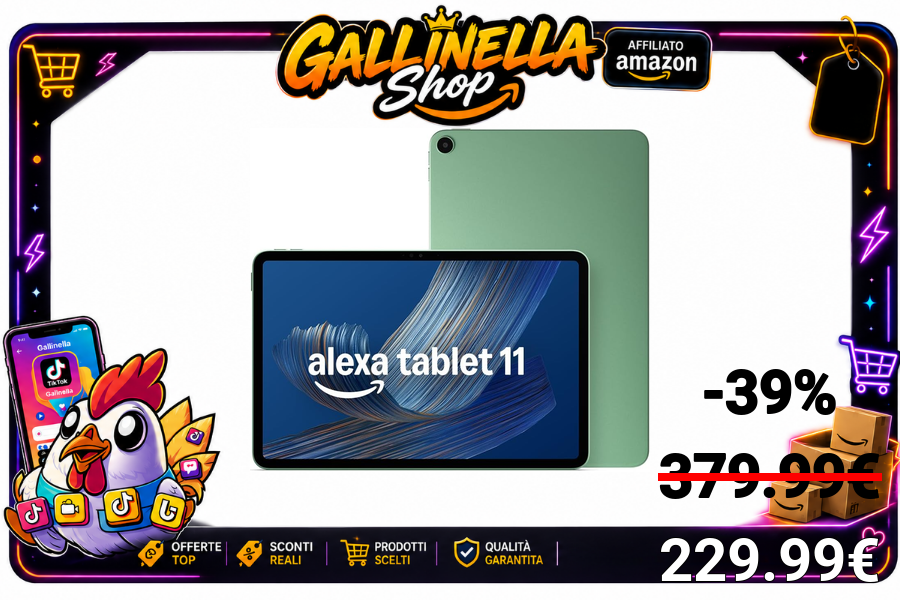 GALLINELLA
Shop
AFFILIATO
amazon
alexa tablet 11
Gallinella
TikTok
Gallinella
-39%
379.99€
229.99€
OFFERTE
TOP
SCONTI
REALI
PRODOTTI
SCELTI
QUALITÀ
GARANTITA